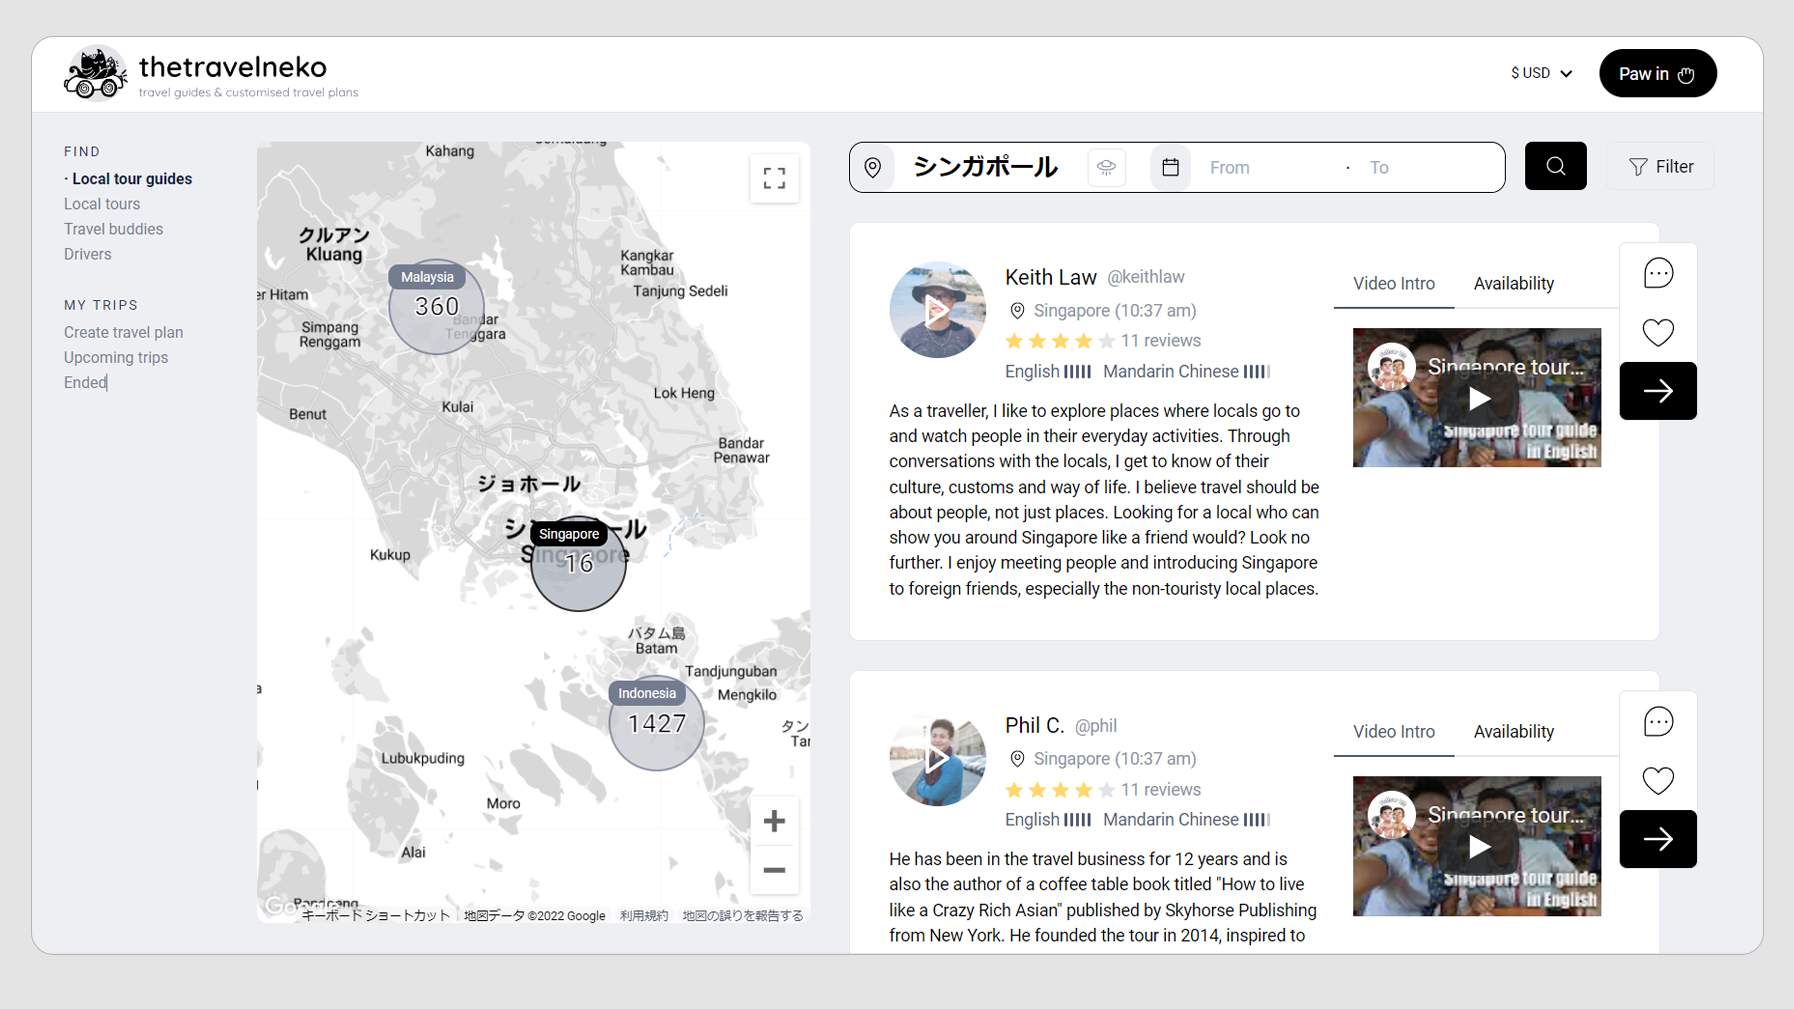 thetravelneko
travel guides & customised travel plans
$ USD
Paw in
FIND
· Local tour guides
Local tours
Travel buddies
Drivers
MY TRIPS
Create travel plan
Upcoming trips
Ended
Kahang
クルアン
Kluang
Kangkar
Kambau
Malaysia
Tanjung Sedeli
er Hitam
360
Simpang
Renggam
Bandar
Tenggara
Lok Heng
Benut
Kulai
Bandar
Penawar
ジョホール
Singapore
Kukup
Singapore
16
バタム島
Batam
Tandjunguban
Indonesia
Mengkilo
1427
タン
Tar
Lubukpuding
Moro
Alai
Google
キーボード ショートカット
地図データ ©2022 Google
利用規約
地図の誤りを報告する
シンガポール
From
·
To
Filter
Keith Law @keithlaw
Singapore (10:37 am)
11 reviews
English Mandarin Chinese
As a traveller, I like to explore places where locals go to
and watch people in their everyday activities. Through
conversations with the locals, I get to know of their
culture, customs and way of life. I believe travel should be
about people, not just places. Looking for a local who can
show you around Singapore like a friend would? Look no
further. I enjoy meeting people and introducing Singapore
to foreign friends, especially the non-touristy local places.
Video Intro Availability
Singapore tour...
Singapore tour guide
in English
Phil C. @phil
Singapore (10:37 am)
11 reviews
English Mandarin Chinese
He has been in the travel business for 12 years and is
also the author of a coffee table book titled "How to live
like a Crazy Rich Asian" published by Skyhorse Publishing
from New York. He founded the tour in 2014, inspired to
Video Intro Availability
Singapore tour...
Singapore tour guide
in English